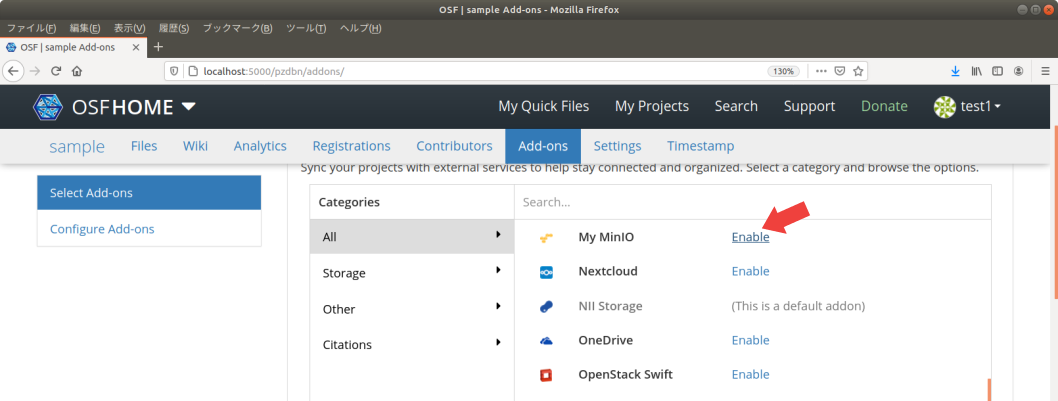 OSF | sample Add-ons - Mozilla Firefox
ファイル(F) 編集(E) 表示(V) 履歴(S) ブックマーク(B) ツール(T) ヘルプ(H)
OSF | sample Add-ons × +
localhost:5000/pzdbn/addons/ 130%
OSFHOME My Quick Files My Projects Search Support Donate test1
sample Files Wiki Analytics Registrations Contributors Add-ons Settings Timestamp
Sync your projects with external services to help stay connected and organized. Select a category and browse the options.
Select Add-ons
Configure Add-ons
Categories Search...
All
Storage
Other
Citations
My MinIO Enable
Nextcloud Enable
NII Storage (This is a default addon)
OneDrive Enable
OpenStack Swift Enable